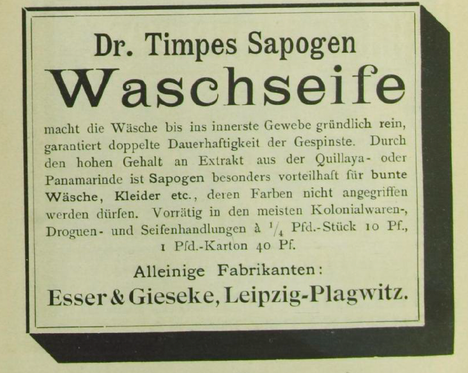 Dr. Timpes Sapogen
Waschseife
macht die Wäsche bis ins innerste Gewebe gründlich rein,
garantiert doppelte Dauerhaftigkeit der Gespinste. Durch
den hohen Gehalt an Extrakt aus der Quillaya- oder
Panamarinde ist Sapogen besonders vorteilhaft für bunte
Wäsche, Kleider etc., deren Farben nicht angegriffen
werden dürfen. Vorrätig in den meisten Kolonialwaren-,
Droguen- und Seifenhandlungen à 1/4 Pfd.-Stück 10 Pf.,
1 Pfd.-Karton 40 Pf.
Alleinige Fabrikanten:
Esser & Gieseke, Leipzig-Plagwitz.